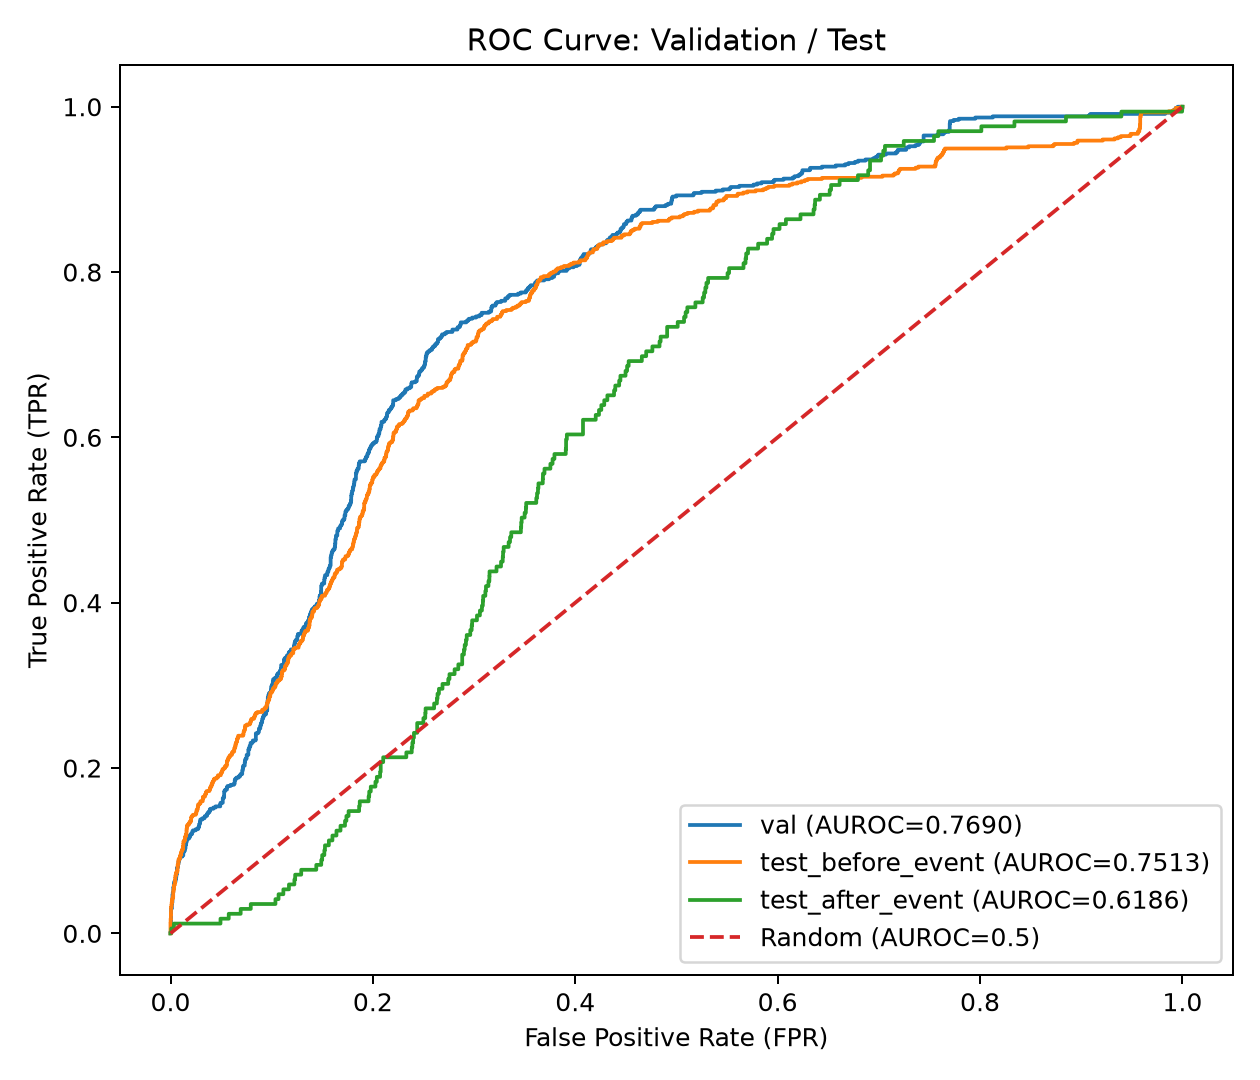 ROC Curve: Validation / Test
True Positive Rate (TPR)
1.0
0.8
0.6
0.4
0.2
0.0
val (AUROC=0.7690)
test_before_event (AUROC=0.7513)
test_after_event (AUROC=0.6186)
Random (AUROC=0.5)
0.0 0.2 0.4 0.6 0.8 1.0
False Positive Rate (FPR)